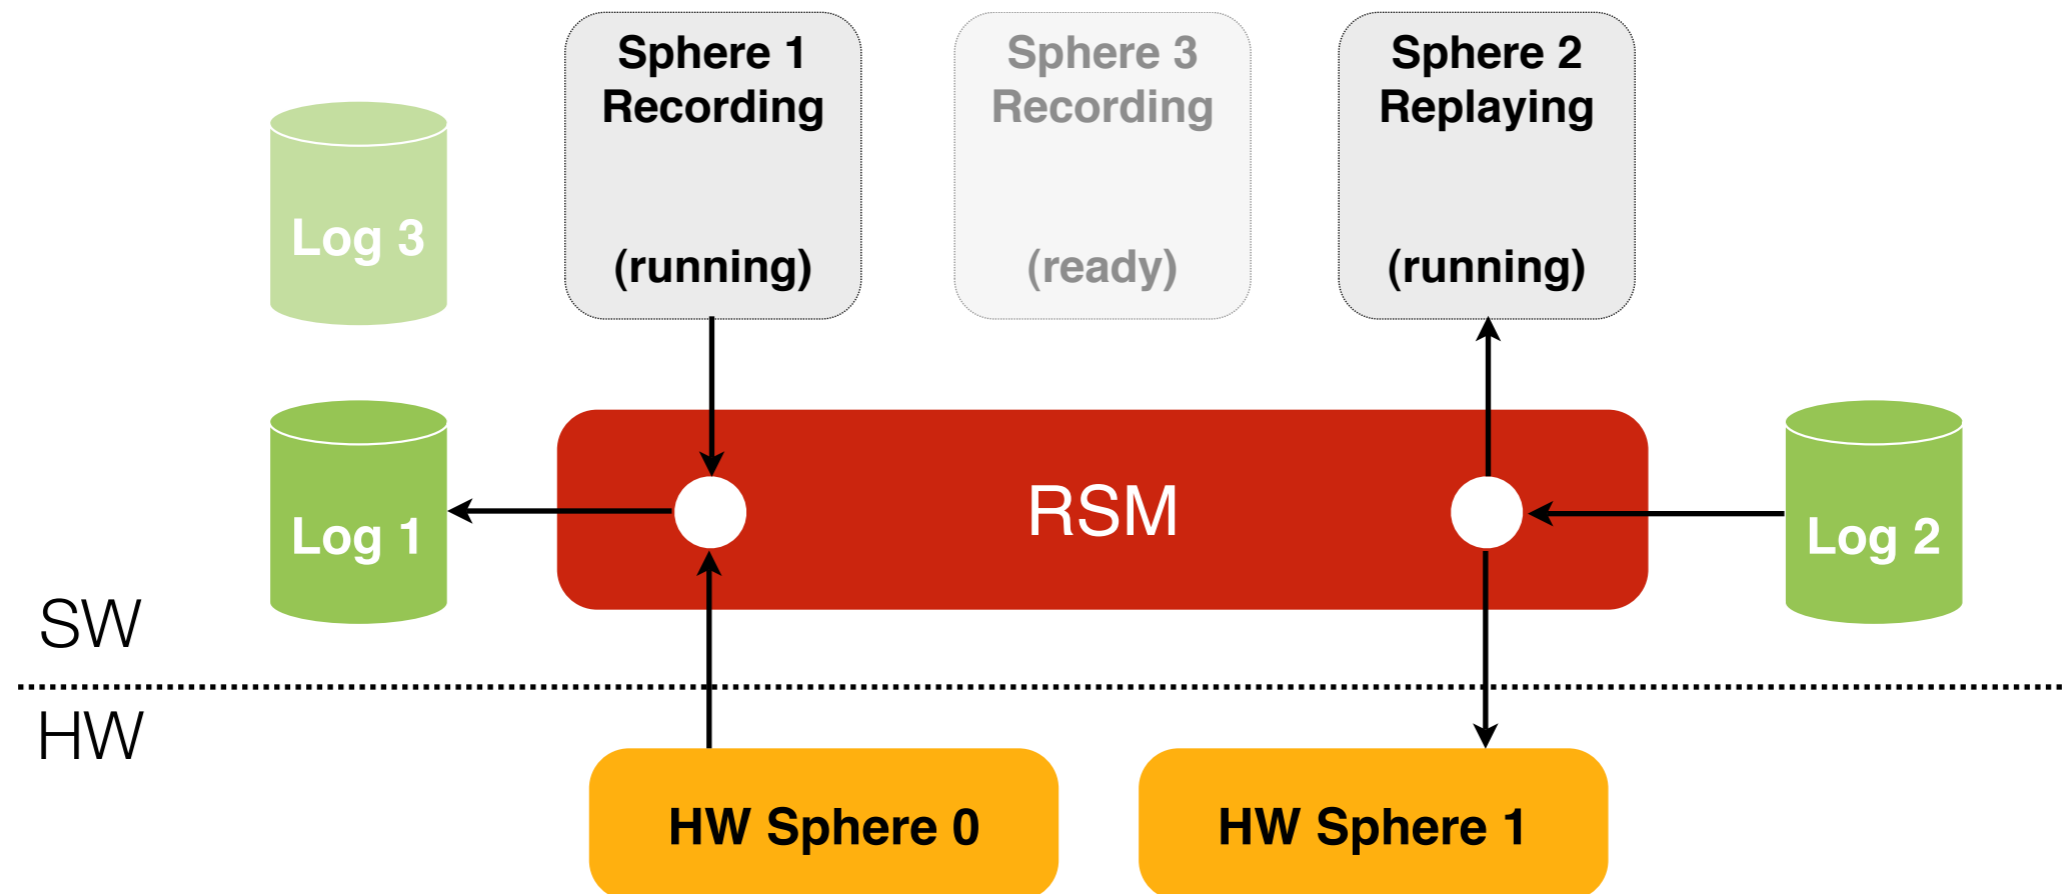 Sphere 1
Recording
(running)
Sphere 3
Recording
(ready)
Sphere 2
Replaying
(running)
Log 3
Log 1
RSM
Log 2
SW
HW
HW Sphere 0
HW Sphere 1